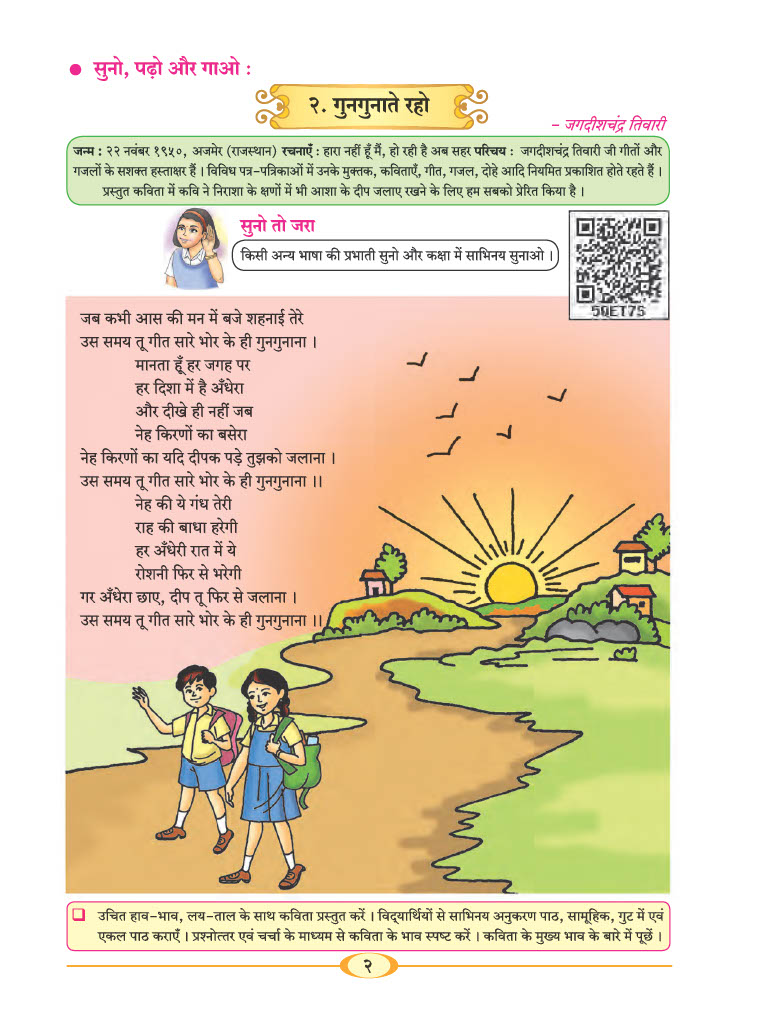 ● सुनो, पढ़ो और गाओ :
२. गुनगुनाते रहो
– जगदीशचंद्र तिवारी
जन्म : २२ नवंबर १९५०, अजमेर (राजस्थान) रचनाएँ : हारा नहीं हूँ मैं, हो रही है अब सहर परिचय : जगदीशचंद्र तिवारी जी गीतों और
गजलों के सशक्त हस्ताक्षर हैं । विविध पत्र-पत्रिकाओं में उनके मुक्तक, कविताएँ, गीत, गजल, दोहे आदि नियमित प्रकाशित होते रहते हैं ।
प्रस्तुत कविता में कवि ने निराशा के क्षणों में भी आशा के दीप जलाए रखने के लिए हम सबको प्रेरित किया है ।
सुनो तो जरा
किसी अन्य भाषा की प्रभाती सुनो और कक्षा में साभिनय सुनाओ ।
5QET7S
जब कभी आस की मन में बजे शहनाई तेरे
उस समय तू गीत सारे भोर के ही गुनगुनाना ।
मानता हूँ हर जगह पर
हर दिशा में है अँधेरा
और दीखे ही नहीं जब
नेह किरणों का बसेरा
नेह किरणों का यदि दीपक पड़े तुझको जलाना ।
उस समय तू गीत सारे भोर के ही गुनगुनाना ।।
नेह की ये गंध तेरी
राह की बाधा हरेगी
हर अँधेरी रात में ये
रोशनी फिर से भरेगी
गर अँधेरा छाए, दीप तू फिर से जलाना ।
उस समय तू गीत सारे भोर के ही गुनगुनाना ।।
❑ उचित हाव-भाव, लय-ताल के साथ कविता प्रस्तुत करें । विद्यार्थियों से साभिनय अनुकरण पाठ, सामूहिक, गुट में एवं
एकल पाठ कराएँ । प्रश्नोत्तर एवं चर्चा के माध्यम से कविता के भाव स्पष्ट करें । कविता के मुख्य भाव के बारे में पूछें ।
२